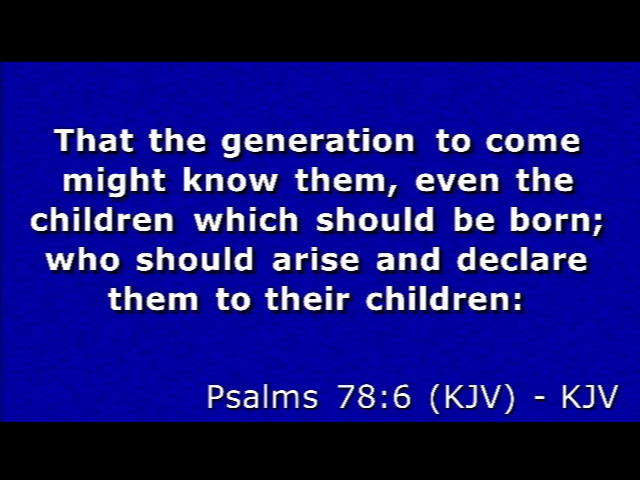 That the generation to come
might know them, even the
children which should be born;
who should arise and declare
them to their children:
Psalms 78:6 (KJV) - KJV